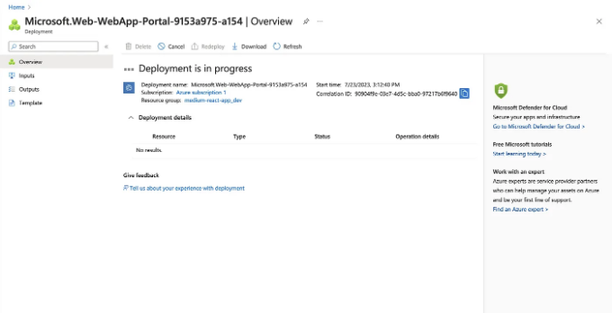 Home >
Microsoft.Web-WebApp-Portal-9153a975-a154 | Overview
Deployment
Search
Delete Cancel Redeploy Download Refresh
Overview
Inputs
Outputs
Template
Deployment is in progress
Deployment name: Microsoft.Web-WebApp-Portal-9153a975-a154 Start time: 7/23/2023, 3:12:40 PM
Subscription: Azure subscription 1 Correlation ID:
Resource group: medium-react-app_dev
Deployment details
Resource Type Status Operation details
No results.
Give feedback
Tell us about your experience with deployment
Microsoft Defender for Cloud
Secure your apps and infrastructure
Go to Microsoft Defender for Cloud >
Free Microsoft tutorials
Start learning today >
Work with an expert
Azure experts are service provider partners
who can help manage your assets on Azure
and be your first line of support.
Find an Azure expert >